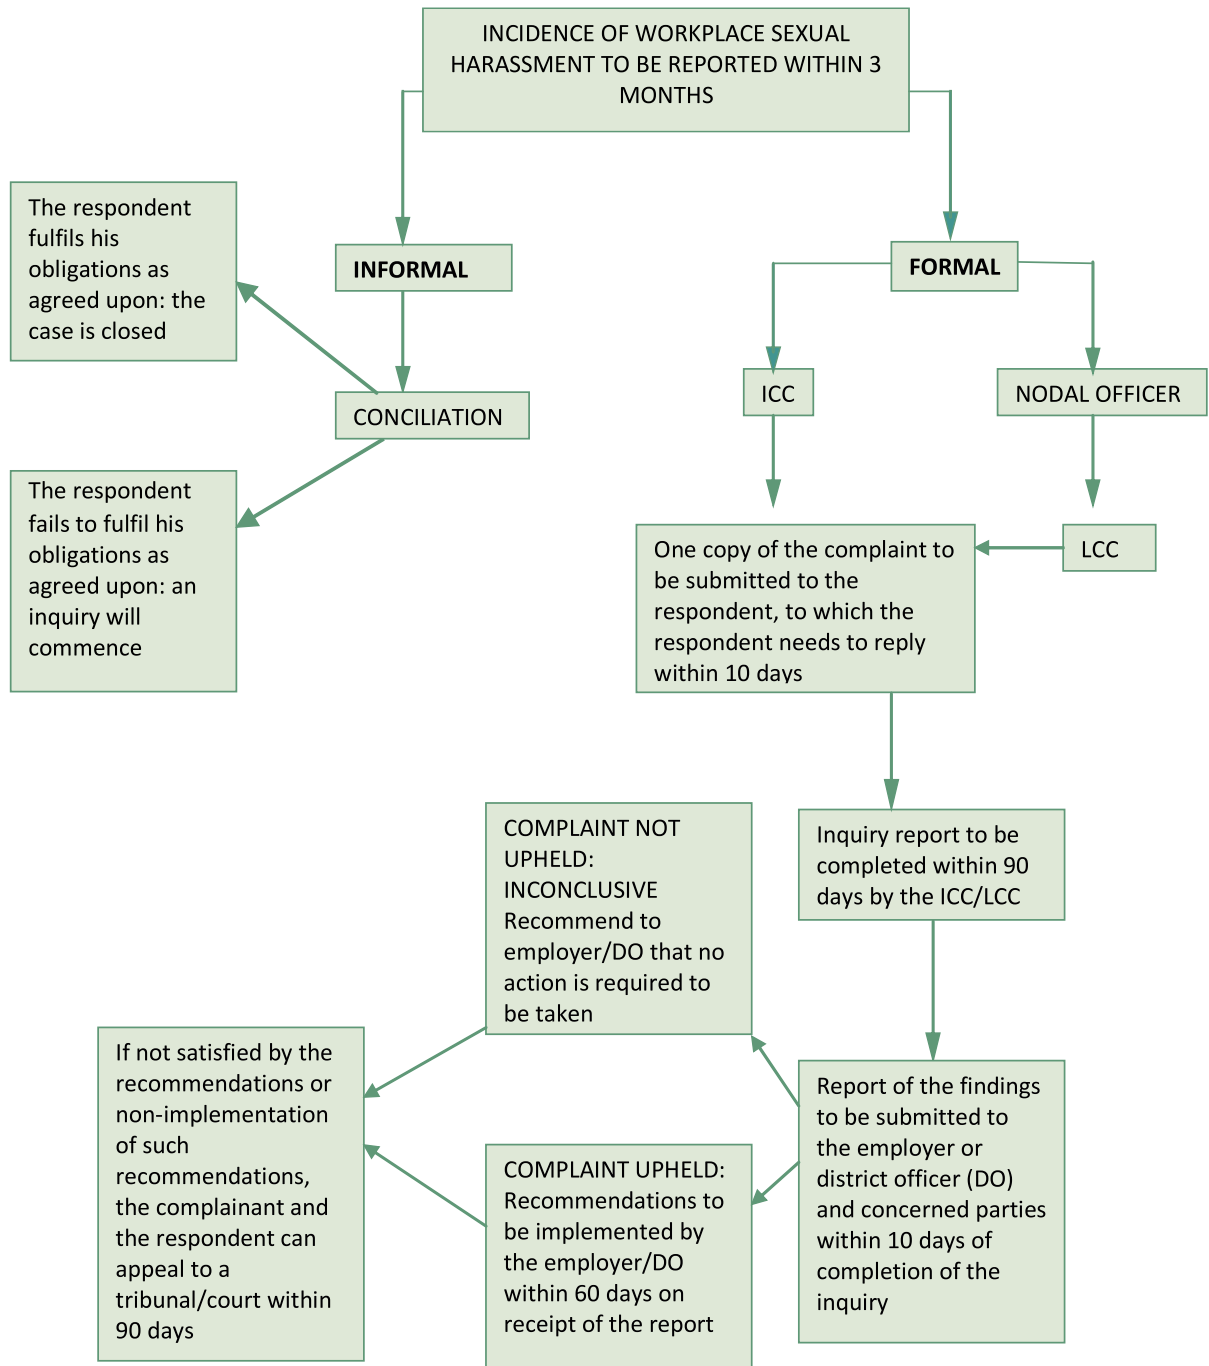 INCIDENCE OF WORKPLACE SEXUAL
HARASSMENT TO BE REPORTED WITHIN 3
MONTHS
The respondent
fulfils his
obligations as
agreed upon: the
case is closed
INFORMAL
FORMAL
CONCILIATION
ICC
NODAL OFFICER
The respondent
fails to fulfil his
obligations as
agreed upon: an
inquiry will
commence
One copy of the complaint to
be submitted to the
respondent, to which the
respondent needs to reply
within 10 days
LCC
Inquiry report to be
completed within 90
days by the ICC/LCC
COMPLAINT NOT
UPHELD:
INCONCLUSIVE
Recommend to
employer/DO that no
action is required to
be taken
If not satisfied by the
recommendations or
non-implementation
of such
recommendations,
the complainant and
the respondent can
appeal to a
tribunal/court within
90 days
COMPLAINT UPHELD:
Recommendations to
be implemented by
the employer/DO
within 60 days on
receipt of the report
Report of the findings
to be submitted to
the employer or
district officer (DO)
and concerned parties
within 10 days of
completion of the
inquiry